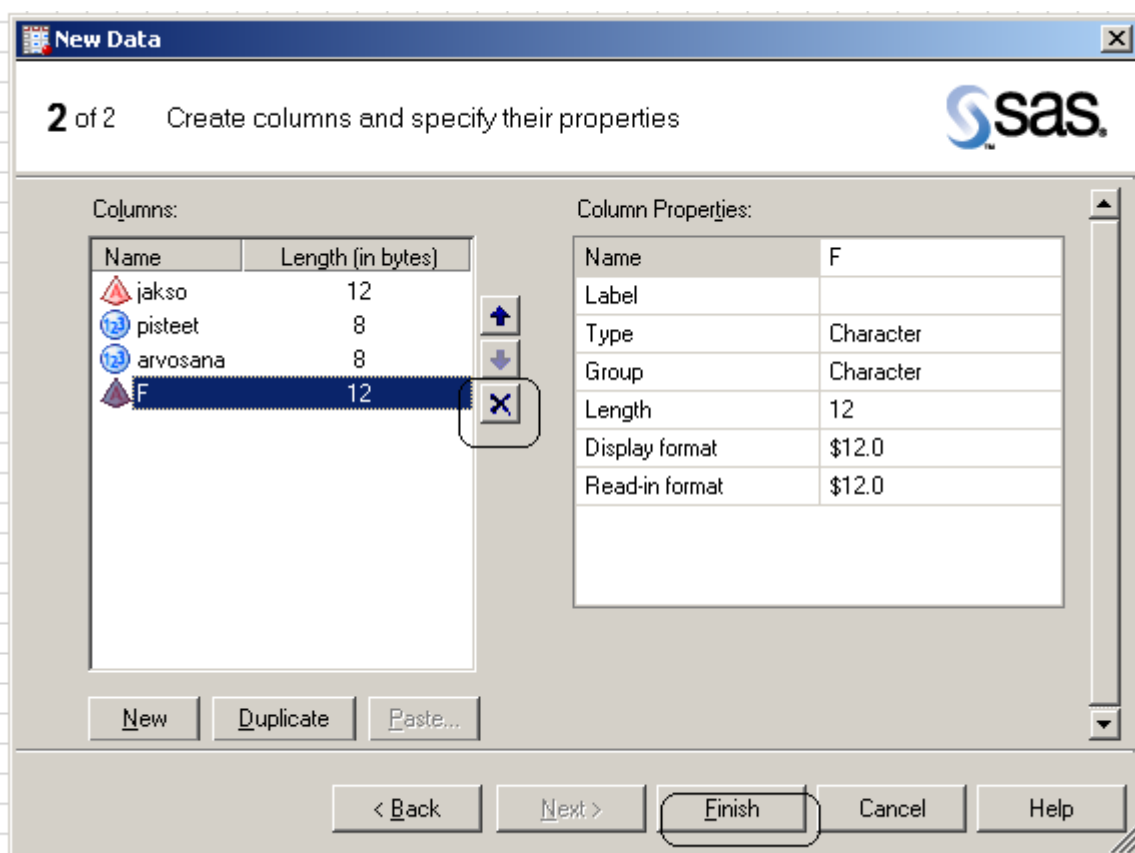 New Data
2 of 2 Create columns and specify their properties
sas.
Columns:
Name Length (in bytes)
jakso 12
pisteet 8
arvosana 8
F 12
New Duplicate Paste...
Column Properties:
Name F
Label
Type Character
Group Character
Length 12
Display format $12.0
Read-in format $12.0
< Back Next > Finish Cancel Help